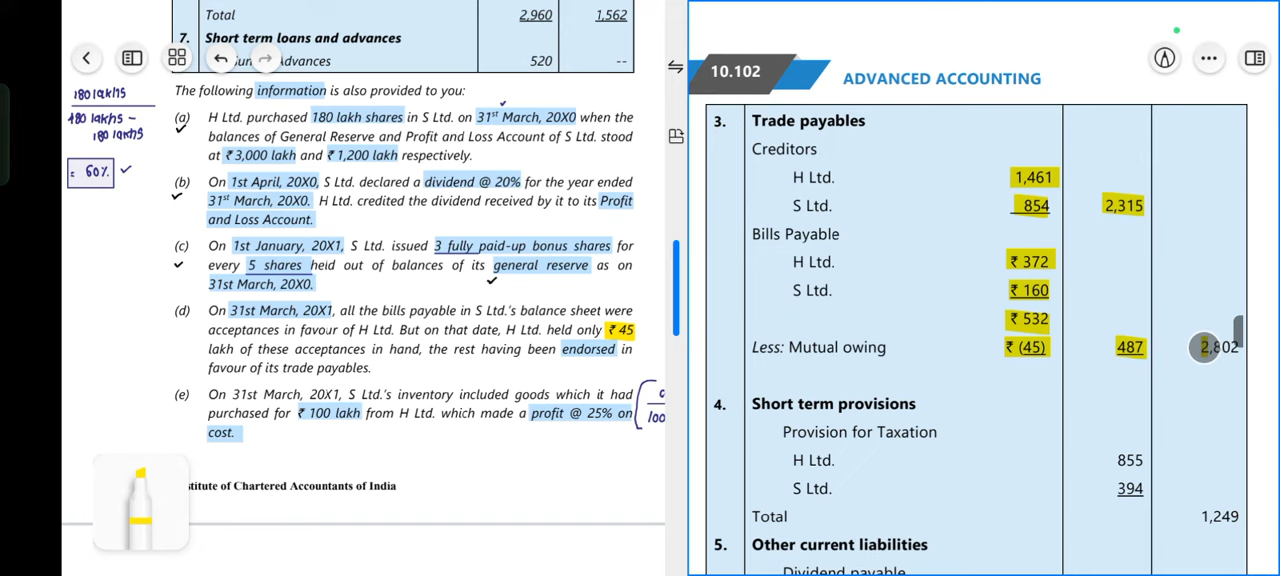 Total 2,960 1,562
7. Short term loans and advances
Advances 520 --
The following information is also provided to you:
(a) H Ltd. purchased 180 lakh shares in S Ltd. on 31st March, 20X0 when the
balances of General Reserve and Profit and Loss Account of S Ltd. stood
at ₹ 3,000 lakh and ₹ 1,200 lakh respectively.
(b) On 1st April, 20X0, S Ltd. declared a dividend @ 20% for the year ended
31st March, 20X0. H Ltd. credited the dividend received by it to its Profit
and Loss Account.
(c) On 1st January, 20X1, S Ltd. issued 3 fully paid-up bonus shares for
every 5 shares held out of balances of its general reserve as on
31st March, 20X0.
(d) On 31st March, 20X1, all the bills payable in S Ltd.'s balance sheet were
acceptances in favour of H Ltd. But on that date, H Ltd. held only ₹ 45
lakh of these acceptances in hand, the rest having been endorsed in
favour of its trade payables.
(e) On 31st March, 20X1, S Ltd.'s inventory included goods which it had
purchased for ₹ 100 lakh from H Ltd. which made a profit @ 25% on
cost.
stitute of Chartered Accountants of India
180 lakhs
480 lakhs -
180 lakhs
= 60%
100
10.102 ADVANCED ACCOUNTING
3. Trade payables
Creditors
H Ltd. 1,461
S Ltd. 854 2,315
Bills Payable
H Ltd. ₹ 372
S Ltd. ₹ 160
₹ 532
Less: Mutual owing ₹ (45) 487 2,802
4. Short term provisions
Provision for Taxation
H Ltd. 855
S Ltd. 394
Total 1,249
5. Other current liabilities
Dividend payable